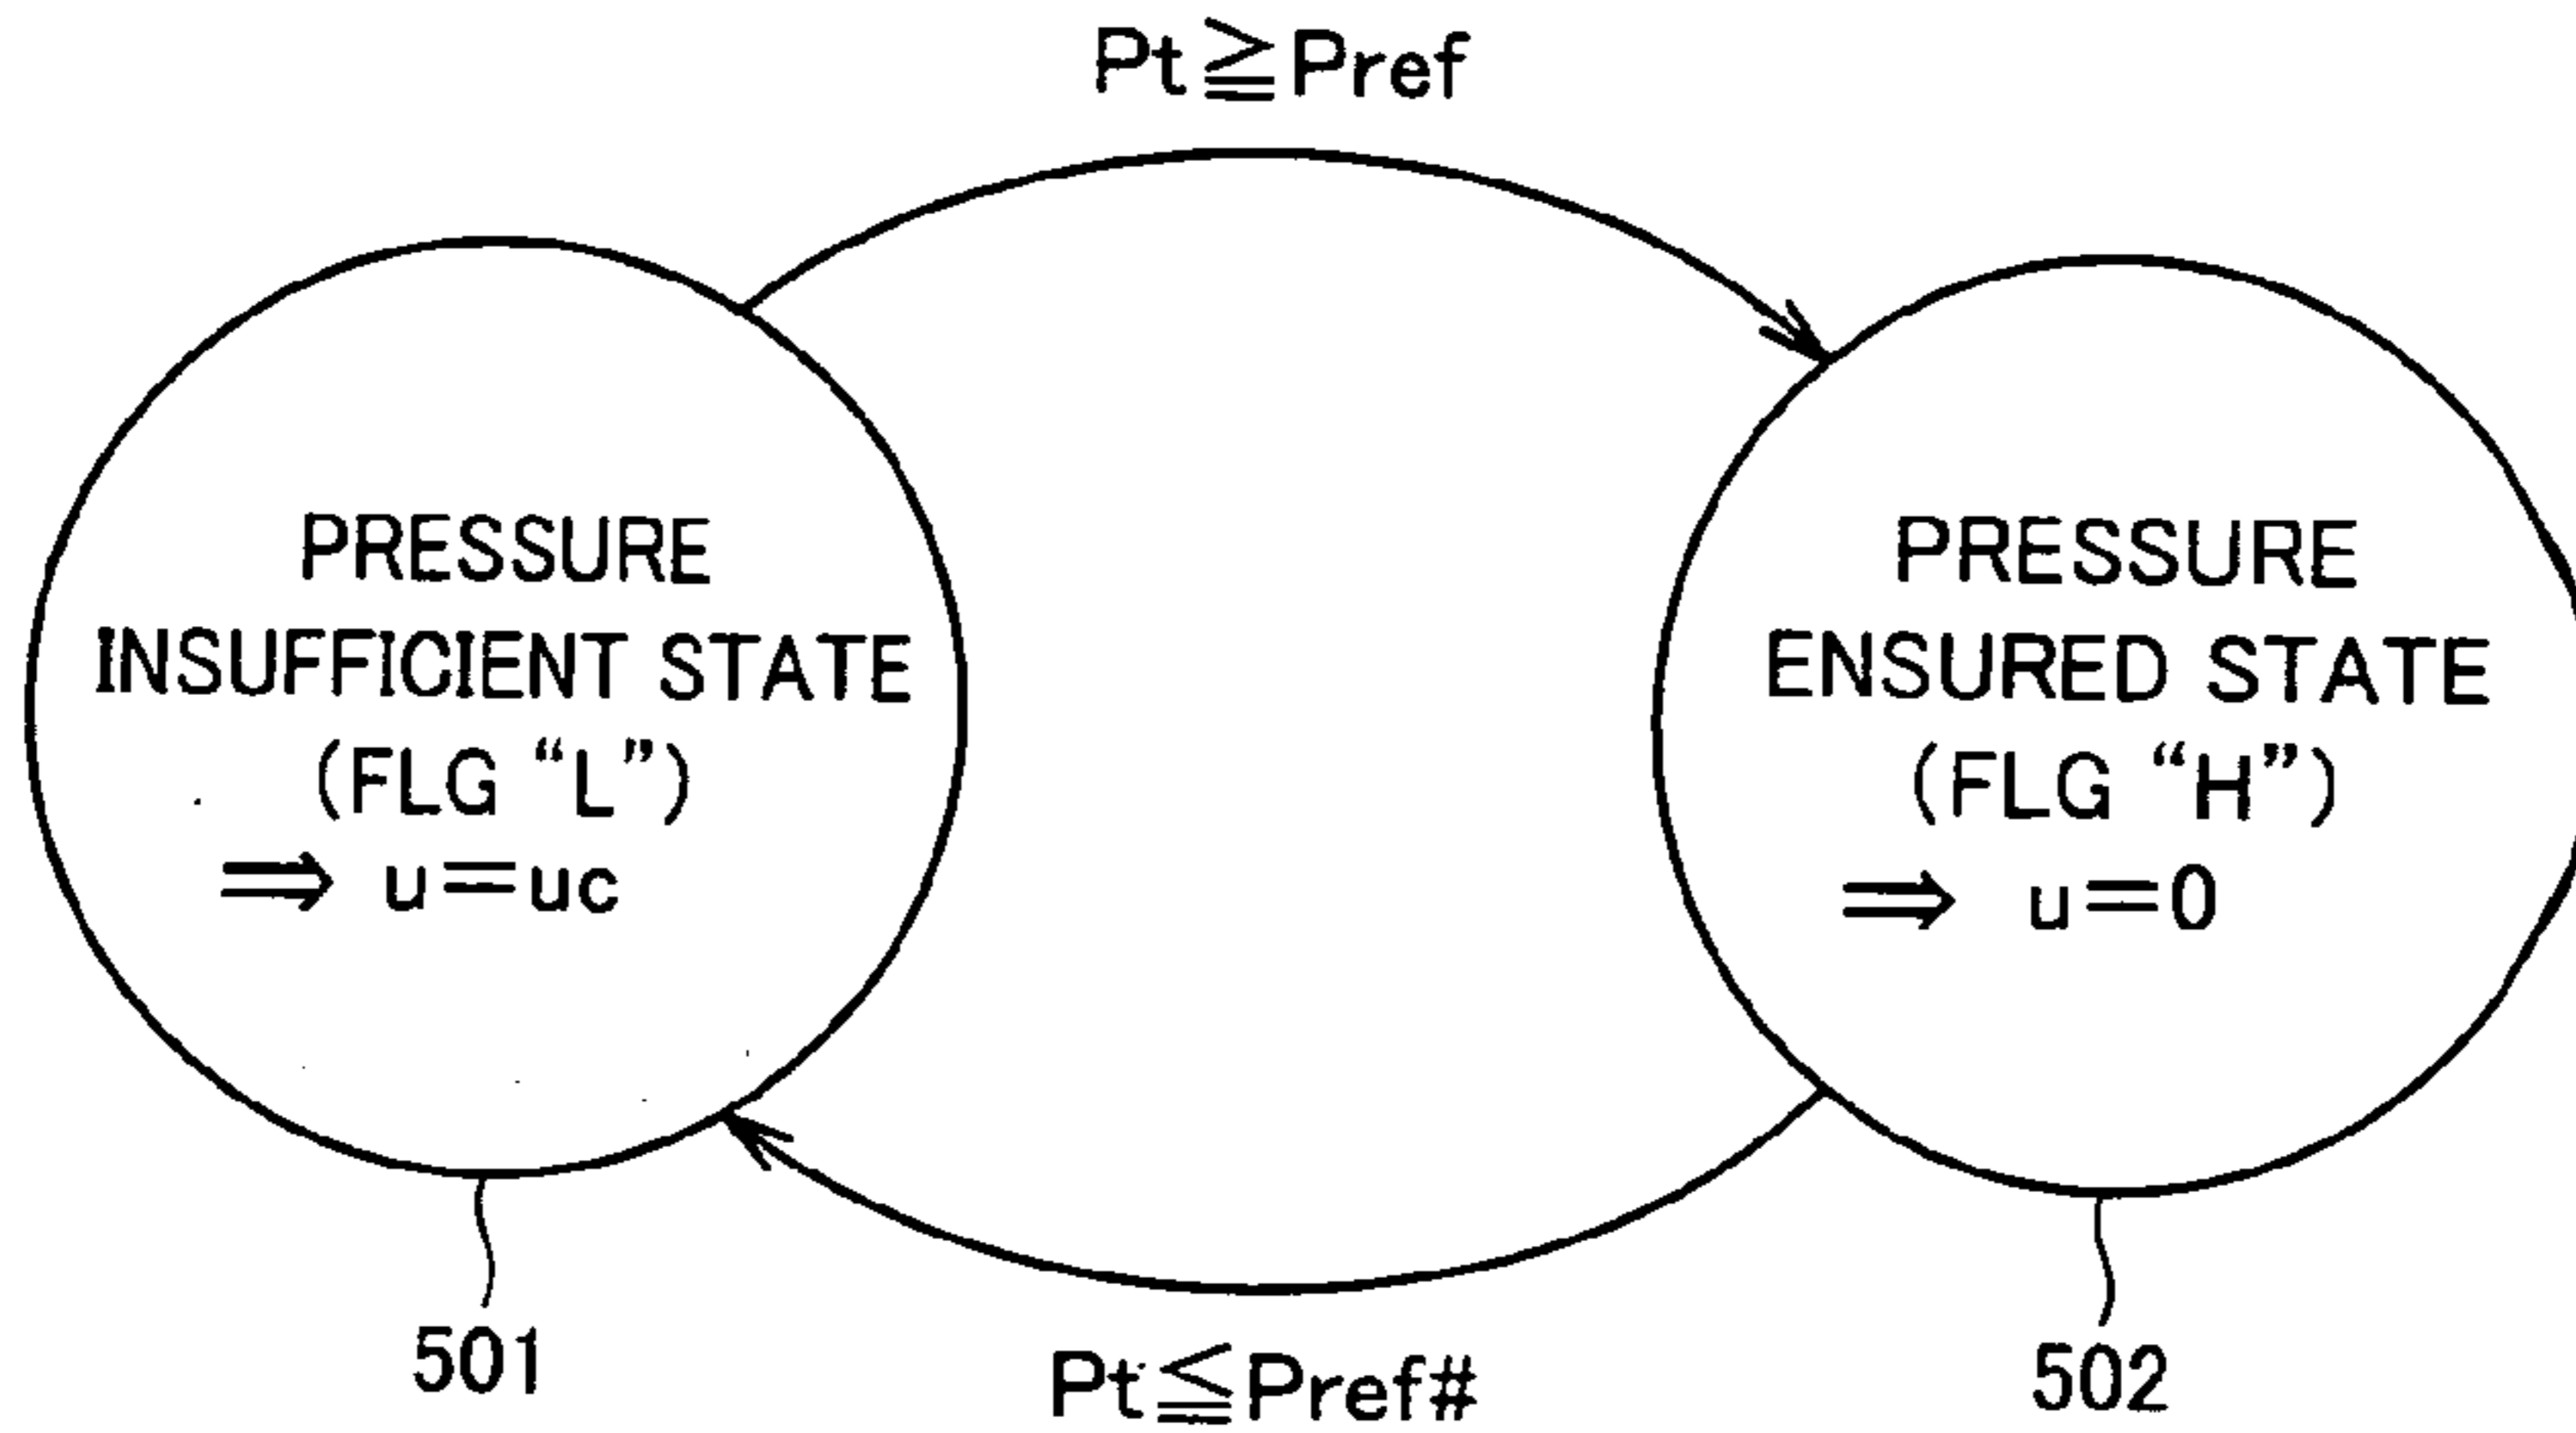 Pt≧Pref
PRESSURE
INSUFFICIENT STATE
(FLG “L”)
⇒ u=uc
PRESSURE
ENSURED STATE
(FLG “H”)
⇒ u=0
501
Pt≦Pref#
502